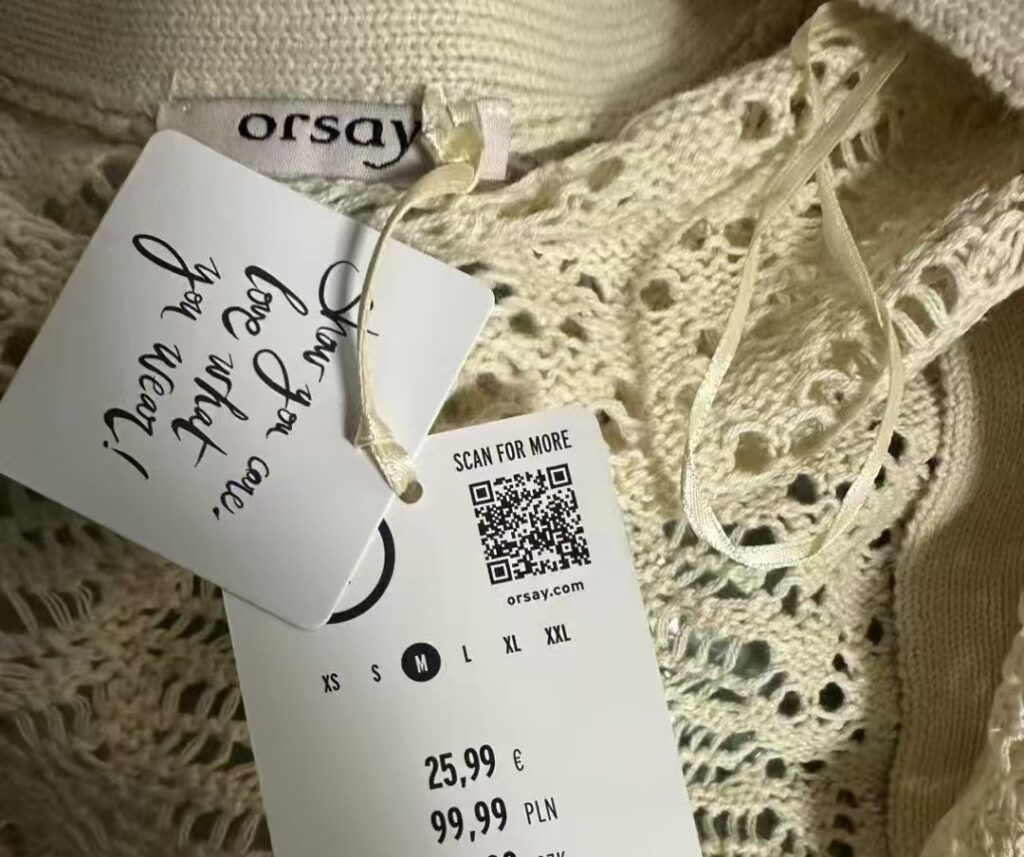 orsay
Show you care,
love what
you wear!
SCAN FOR MORE
orsay.com
XS S M L XL XXL
25,99 €
99,99 PLN